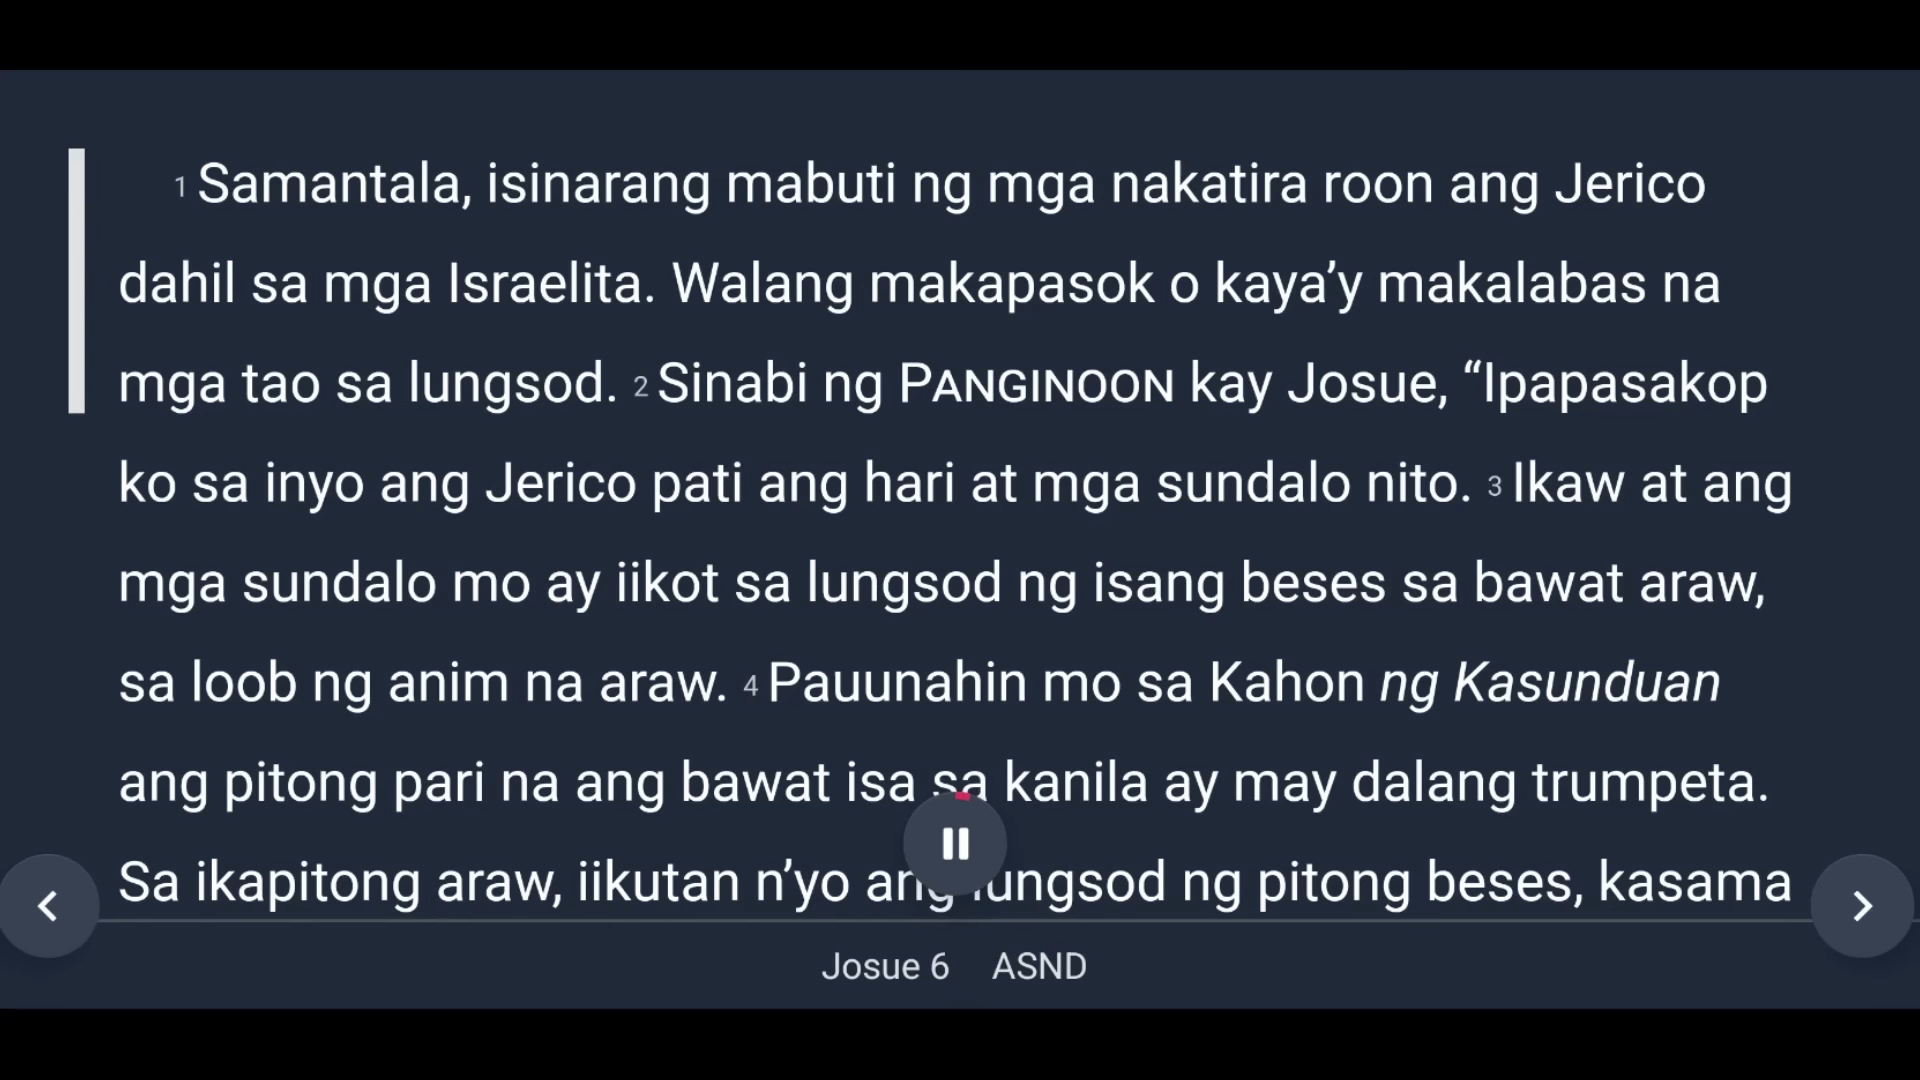 1 Samantala, isinarang mabuti ng mga nakatira roon ang Jerico
dahil sa mga Israelita. Walang makapasok o kaya’y makalabas na
mga tao sa lungsod. 2 Sinabi ng PANGINOON kay Josue, “Ipapasakop
ko sa inyo ang Jerico pati ang hari at mga sundalo nito. 3 Ikaw at ang
mga sundalo mo ay iikot sa lungsod ng isang beses sa bawat araw,
sa loob ng anim na araw. 4 Pauunahin mo sa Kahon ng Kasunduan
ang pitong pari na ang bawat isa sa kanila ay may dalang trumpeta.
Sa ikapitong araw, iikutan n’yo ang lungsod ng pitong beses, kasama
Josue 6 ASND